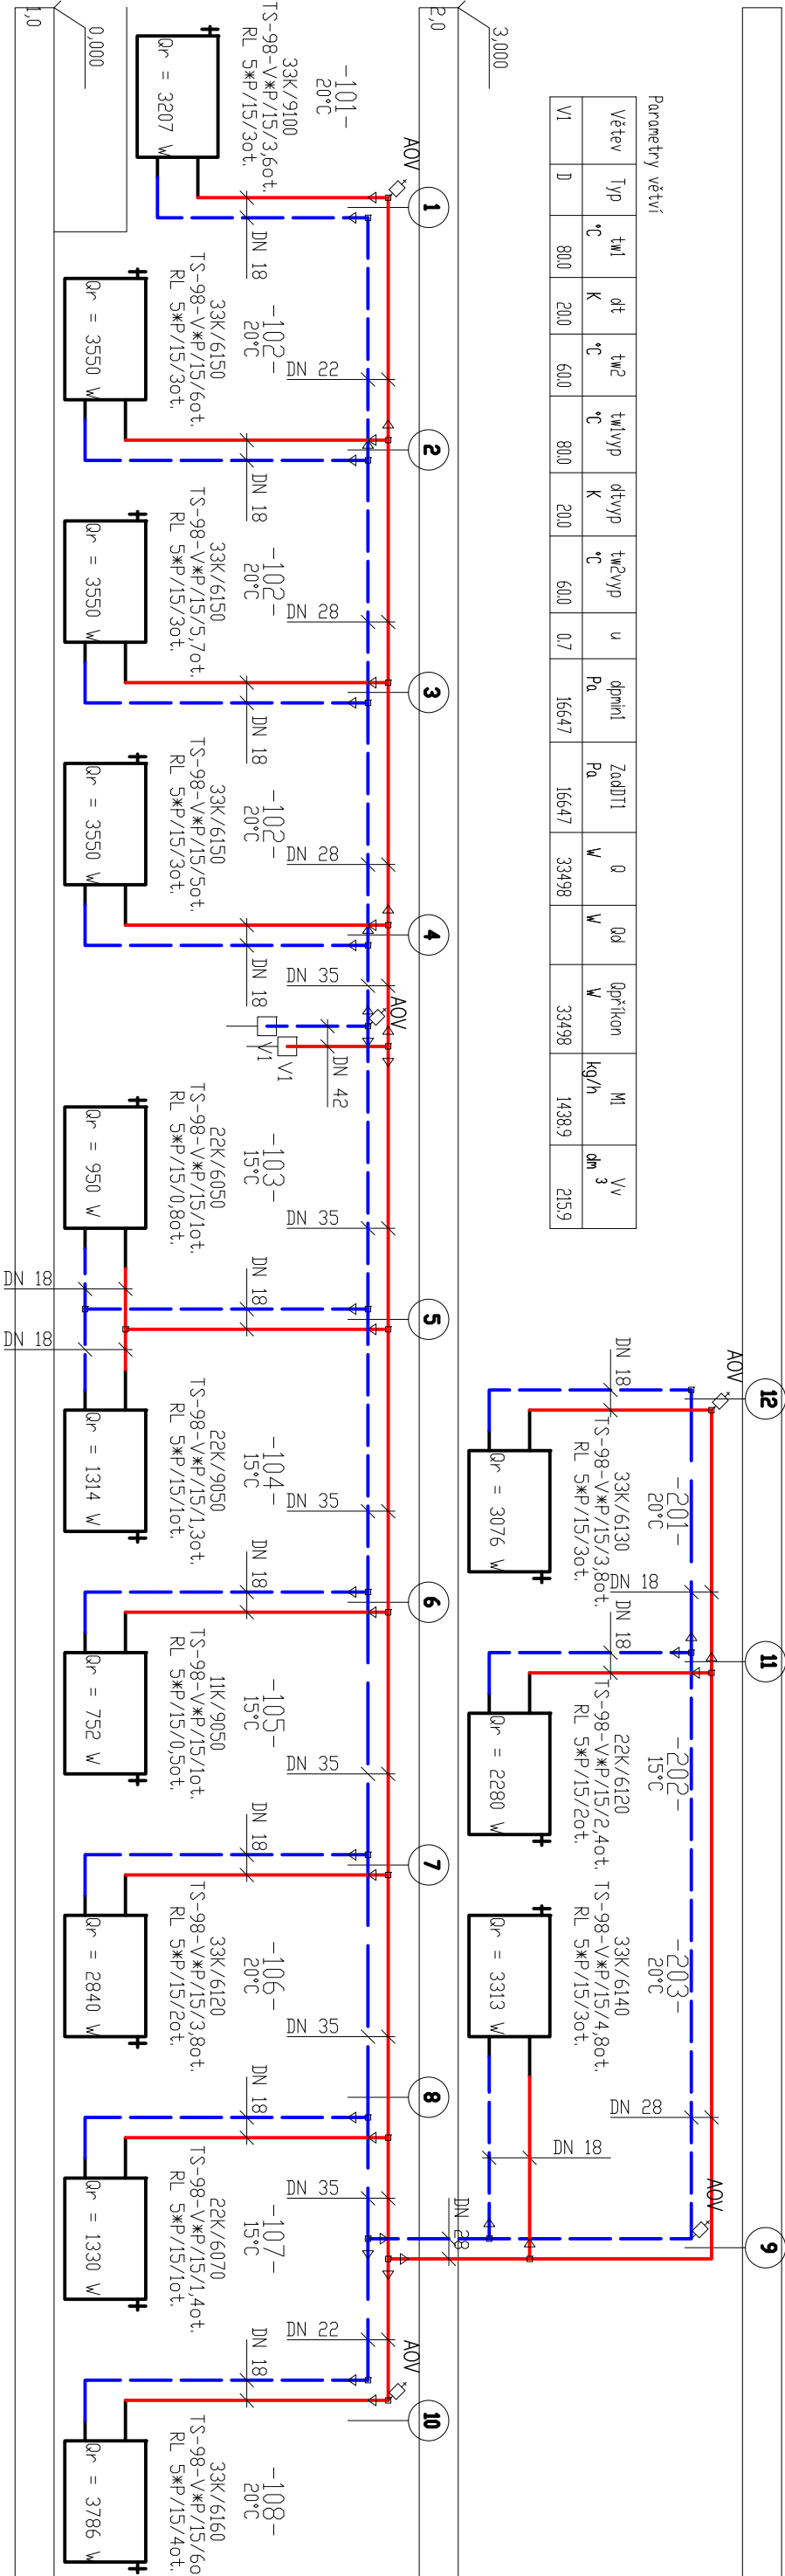 Parametry větví
Větev Typ tw1 dt tw2 tw1vyp dtvyp tw2vyp u dpmin1 ZadDT1 Q Qd Qpříkon M1 Vv
°C K °C °C K °C Pa Pa W W W kg/h dm 3
V1 D 80.0 20.0 60.0 80.0 20.0 60.0 0.7 16647 16647 33498 33498 1438.9 215.9
12
11
9
AOV
AOV
-201-
20°C
33K/6130
TS-98-V*P/15/3,8ot.
RL 5*P/15/3ot.
Qr = 3076 W
DN 18
DN 18
-202-
15°C
22K/6120
TS-98-V*P/15/2,4ot.
RL 5*P/15/2ot.
Qr = 2280 W
DN 18
-203-
20°C
33K/6140
TS-98-V*P/15/4,8ot.
RL 5*P/15/3ot.
Qr = 3313 W
DN 28
DN 18
3,000
2,0
1
2
3
4
5
6
7
8
10
AOV
AOV
AOV
DN 28
-101-
20°C
33K/9100
TS-98-V*P/15/3,6ot.
RL 5*P/15/3ot.
Qr = 3207 W
DN 18
DN 22
-102-
20°C
33K/6150
TS-98-V*P/15/6ot.
RL 5*P/15/3ot.
Qr = 3550 W
DN 18
DN 28
-102-
20°C
33K/6150
TS-98-V*P/15/5,7ot.
RL 5*P/15/3ot.
Qr = 3550 W
DN 18
DN 28
-102-
20°C
33K/6150
TS-98-V*P/15/5ot.
RL 5*P/15/3ot.
Qr = 3550 W
DN 18
DN 35
V1
V1
DN 42
-103-
15°C
22K/6050
TS-98-V*P/15/1ot.
RL 5*P/15/0,8ot.
Qr = 950 W
DN 35
DN 18
DN 18
DN 18
-104-
15°C
22K/9050
TS-98-V*P/15/1,3ot.
RL 5*P/15/1ot.
Qr = 1314 W
DN 35
DN 18
-105-
15°C
11K/9050
TS-98-V*P/15/1ot.
RL 5*P/15/0,5ot.
Qr = 752 W
DN 35
DN 18
-106-
20°C
33K/6120
TS-98-V*P/15/3,8ot.
RL 5*P/15/2ot.
Qr = 2840 W
DN 35
DN 18
-107-
15°C
22K/6070
TS-98-V*P/15/1,4ot.
RL 5*P/15/1ot.
Qr = 1330 W
DN 35
DN 22
DN 18
-108-
20°C
33K/6160
TS-98-V*P/15/6o
RL 5*P/15/4ot.
Qr = 3786 W
0,000
1,0